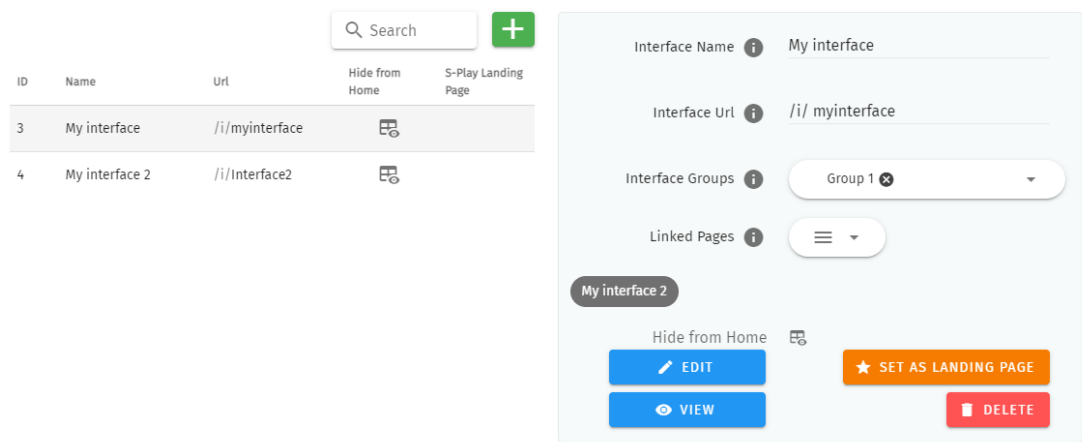 Search
ID Name Url Hide from Home S-Play Landing Page
3 My interface /i/myinterface
4 My interface 2 /i/Interface2
Interface Name My interface
Interface Url /i/ myinterface
Interface Groups Group 1
Linked Pages
My interface 2
Hide from Home
EDIT SET AS LANDING PAGE
VIEW DELETE